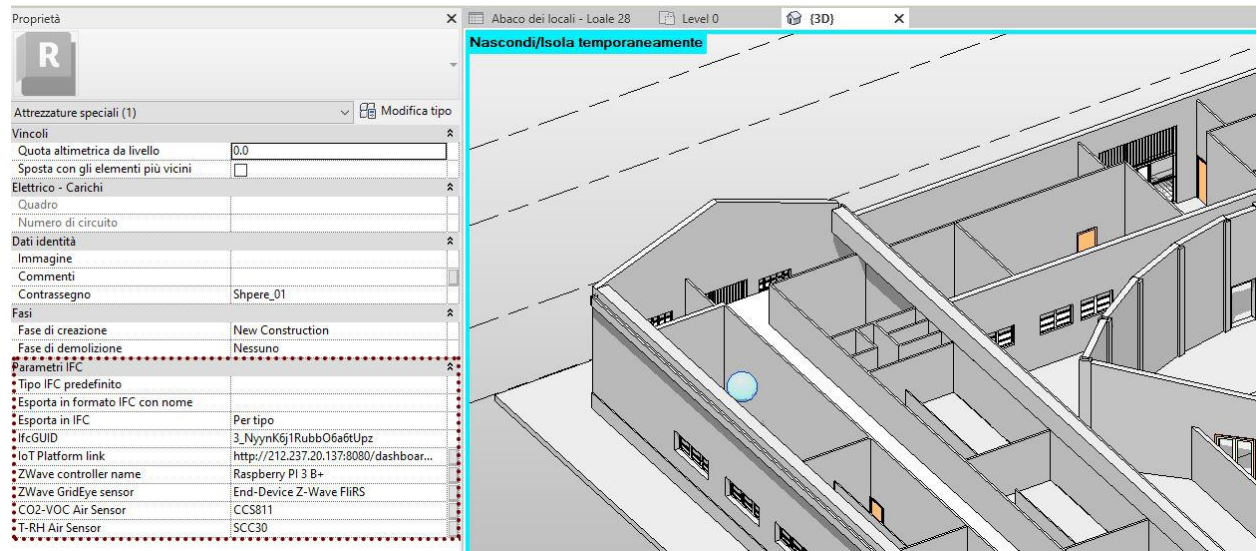 Proprietà
Abaco dei locali - Loale 28
Level 0
{3D}
Nascondi/Isola temporaneamente
R
Attrezzature speciali (1)
Modifica tipo
Vincoli
Quota altimetrica da livello 0.0
Sposta con gli elementi più vicini
Elettrico - Carichi
Quadro
Numero di circuito
Dati identità
Immagine
Commenti
Contrassegno Shpere_01
Fasi
Fase di creazione New Construction
Fase di demolizione Nessuno
Parametri IFC
Tipo IFC predefinito
Esporta in formato IFC con nome
Esporta in IFC Per tipo
IfcGUID 3_NyynK6j1RubbO6a6tUpz
IoT Platform link http://212.237.20.137:8080/dashboar...
ZWave controller name Raspberry PI 3 B+
ZWave GridEye sensor End-Device Z-Wave FliRS
CO2-VOC Air Sensor CCS811
T-RH Air Sensor SCC30